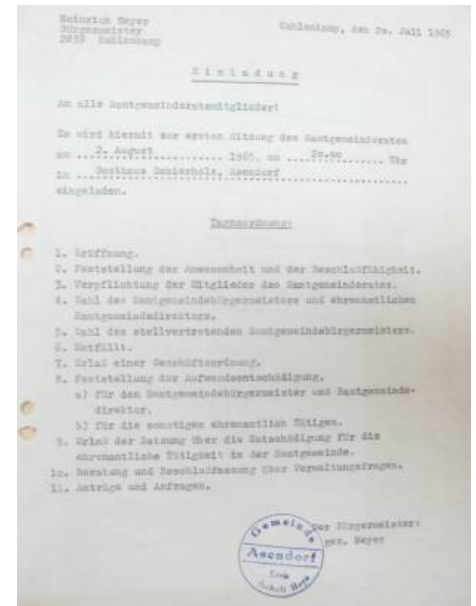 Heinrich Meyer
Bürgermeister
Kahlenkamp, den 2o. Juli 1965
E i n l a d u n g
An alle Samtgemeinderatsmitglieder!
Es wird hiermit zur ersten Sitzung des Samtgemeinderates
am 2. August 1965, um 20.00 Uhr
im Gasthaus Schierholz, Asendorf
eingeladen.
Tagesordnung:
1. Eröffnung.
2. Feststellung der Anwesenheit und der Beschlußfähigkeit.
3. Verpflichtung der Mitglieder des Samtgemeinderates.
4. Wahl des Samtgemeindebürgermeisters und ehrenamtlichen
Samtgemeindedirektors.
5. Wahl des stellvertretenden Samtgemeindebürgermeisters.
6. Entfällt.
7. Erlaß einer Geschäftsordnung.
8. Feststellung der Aufwandsentschädigung.
a) für den Samtgemeindebürgermeister und Samtgemeinde-
direktor.
b) für die sonstigen ehrenamtlich Tätigen.
9. Erlaß der Satzung über die Entschädigung für die
ehrenamtliche Tätigkeit in der Samtgemeinde.
1o. Beratung und Beschlußfassung über Verwaltungsfragen.
11. Anträge und Anfragen.
Der Bürgermeister:
gez. Meyer
Gemeinde
Asendorf
Hoya